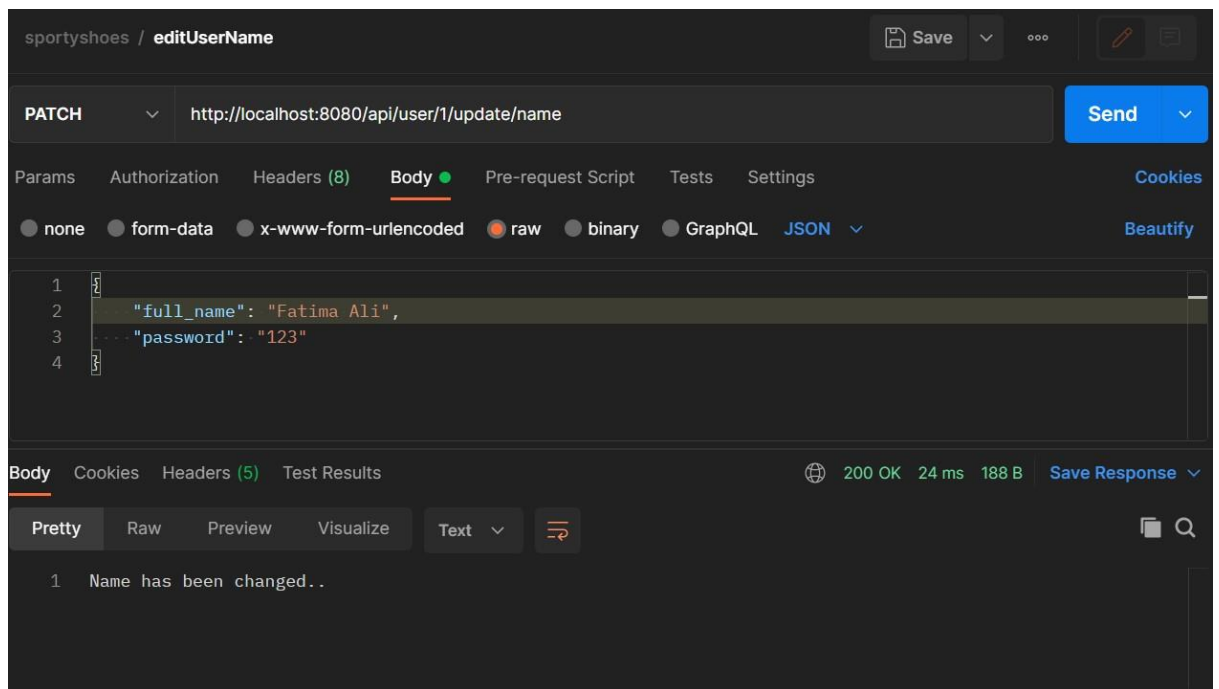 sportyshoes / editUserName Save ooo
PATCH http://localhost:8080/api/user/1/update/name Send
Params Authorization Headers (8) Body Pre-request Script Tests Settings Cookies
none form-data x-www-form-urlencoded raw binary GraphQL JSON Beautify
1 {
2 "full_name": "Fatima Ali",
3 "password": "123"
4 }
Body Cookies Headers (5) Test Results 200 OK 24 ms 188 B Save Response
Pretty Raw Preview Visualize Text
1 Name has been changed..